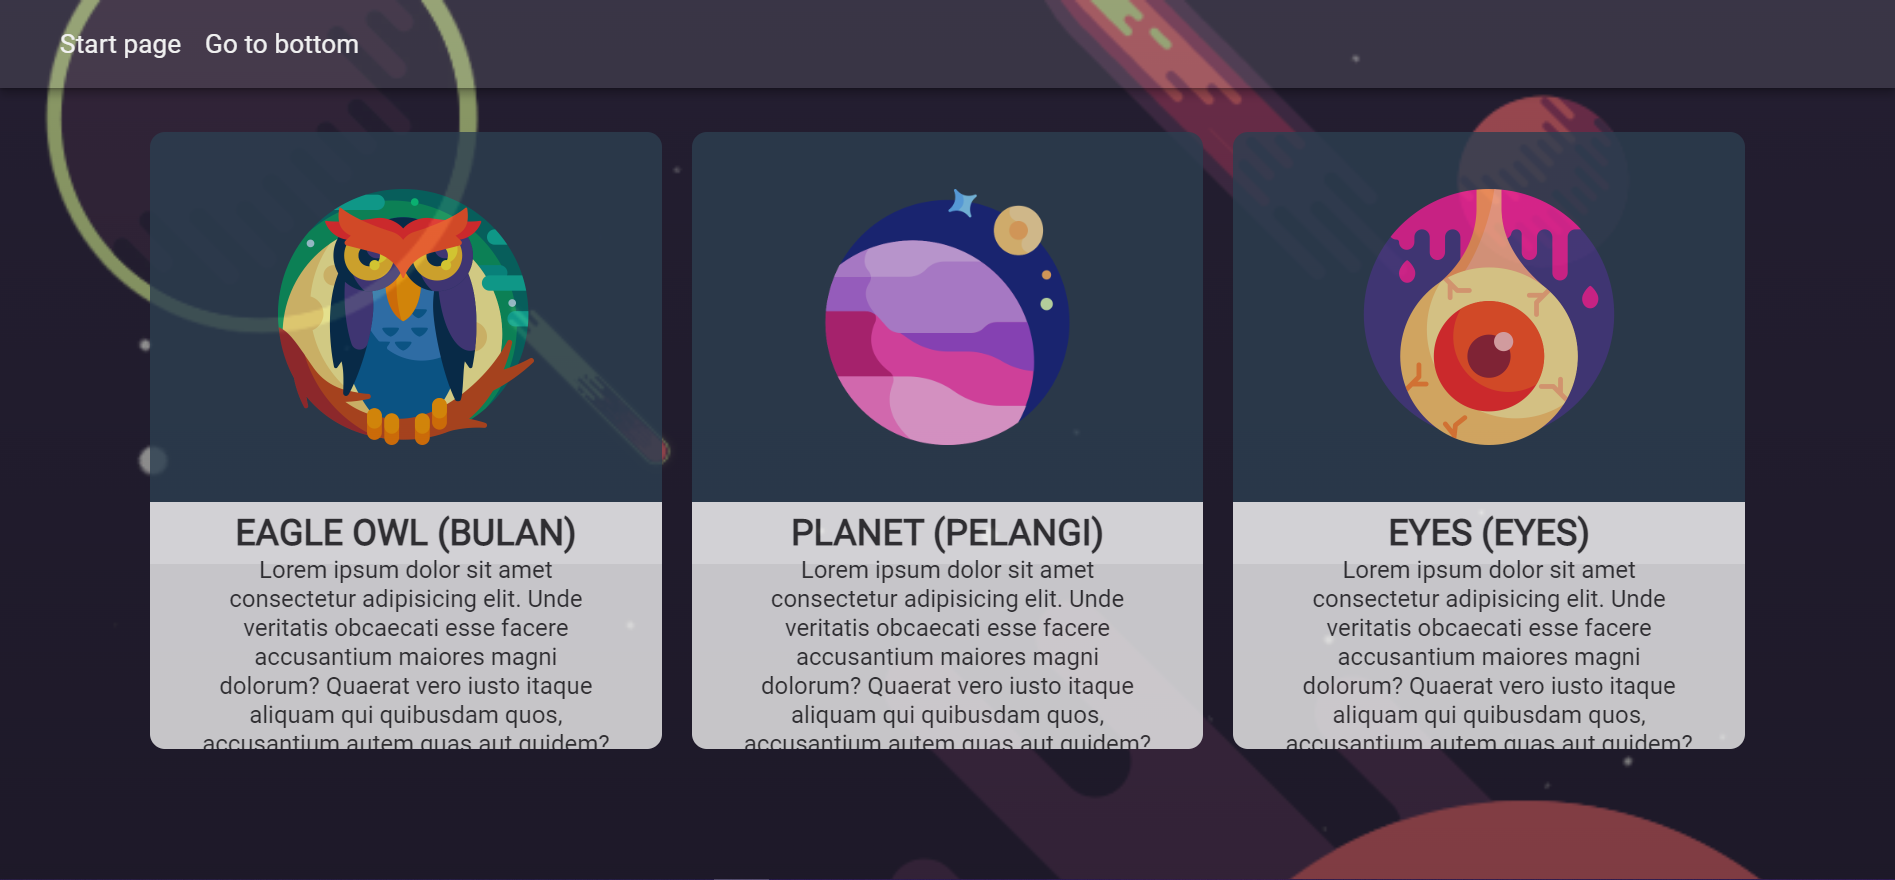 Start page Go to bottom
EAGLE OWL (BULAN)
Lorem ipsum dolor sit amet
consectetur adipisicing elit. Unde
veritatis obcaecati esse facere
accusantium maiores magni
dolorum? Quaerat vero iusto itaque
aliquam qui quibusdam quos,
accusantium autem quas aut quidem?
PLANET (PELANGI)
Lorem ipsum dolor sit amet
consectetur adipisicing elit. Unde
veritatis obcaecati esse facere
accusantium maiores magni
dolorum? Quaerat vero iusto itaque
aliquam qui quibusdam quos,
accusantium autem quas aut quidem?
EYES (EYES)
Lorem ipsum dolor sit amet
consectetur adipisicing elit. Unde
veritatis obcaecati esse facere
accusantium maiores magni
dolorum? Quaerat vero iusto itaque
aliquam qui quibusdam quos,
accusantium autem quas aut quidem?